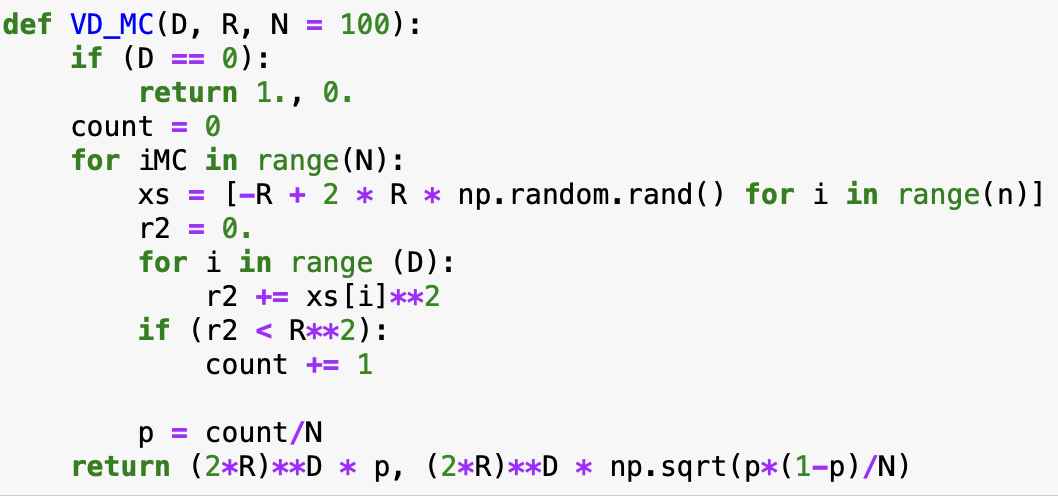 def VD_MC(D, R, N = 100):
    if (D == 0):
        return 1., 0.
    count = 0
    for iMC in range(N):
        xs = [-R + 2 * R * np.random.rand() for i in range(n)]
        r2 = 0.
        for i in range (D):
            r2 += xs[i]**2
        if (r2 < R**2):
            count += 1

        p = count/N
    return (2*R)**D * p, (2*R)**D * np.sqrt(p*(1-p)/N)